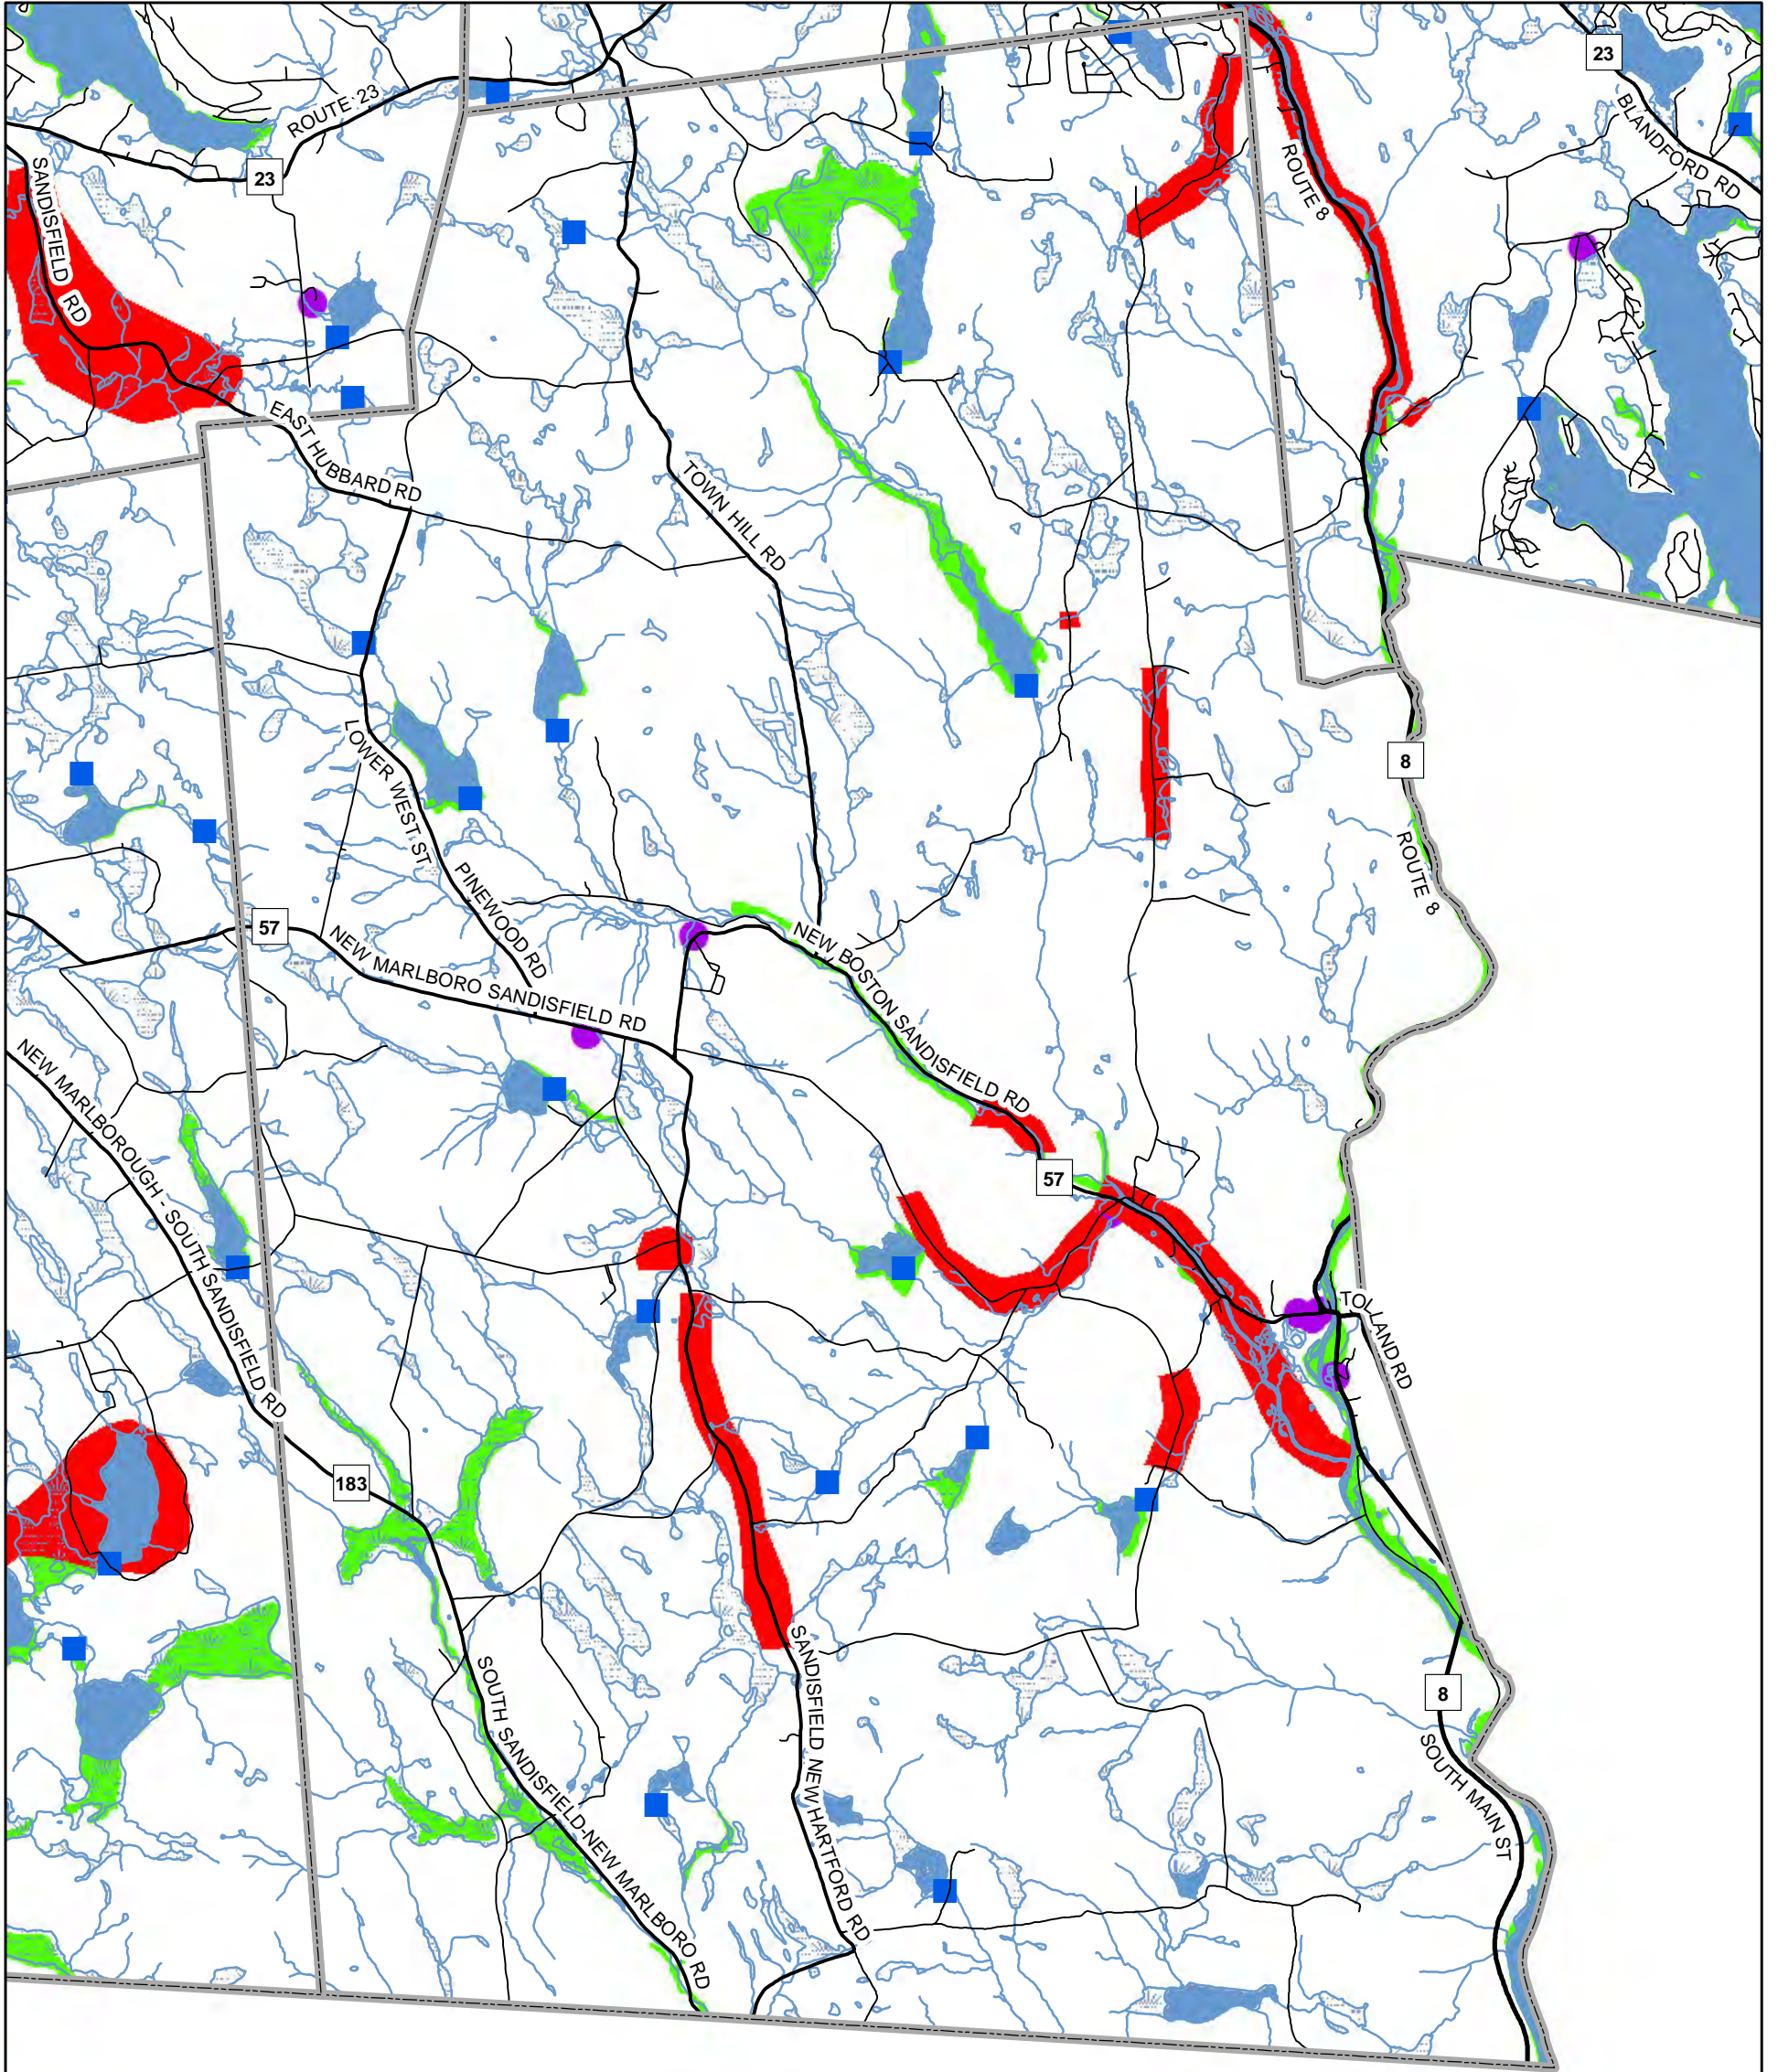 23
BLANDFORD RD
ROUTE 23
23
SANDISFIELD RD
ROUTE 8
EAST HUBBARD RD
TOWN HILL RD
8
LOWER WEST ST
ROUTE 8
PINEWOOD RD
57
NEW MARLBORO SANDISFIELD RD
NEW BOSTON SANDISFIELD RD
57
NEW MARLBOROUGH - SOUTH SANDISFIELD RD
TOLLAND RD
183
SANDISFIELD NEW HARTFORD RD
SOUTH SANDISFIELD-NEW MARLBORO RD
8
SOUTH MAIN ST